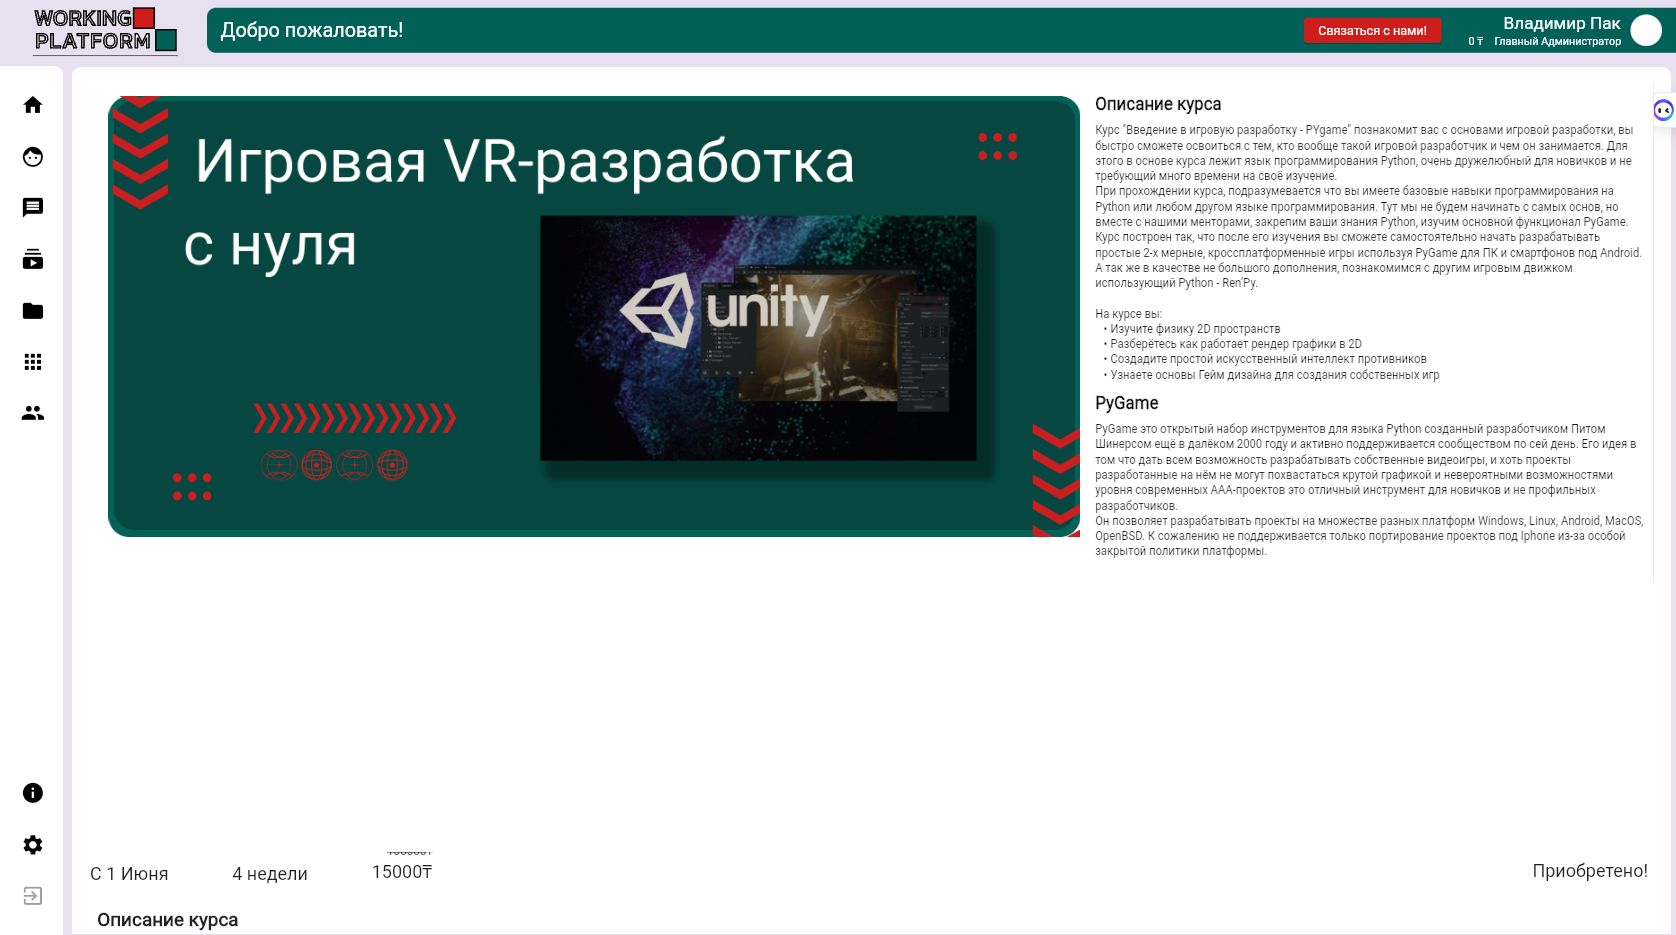 WORKING
PLATFORM
Добро пожаловать!
Связаться с нами!
Владимир Пак
0 ₸ Главный Администратор
Игровая VR-разработка
с нуля
unity
Описание курса
Курс "Введение в игровую разработку - PYgame" познакомит вас с основами игровой разработки, вы
быстро сможете освоиться с тем, кто вообще такой игровой разработчик и чем он занимается. Для
этого в основе курса лежит язык программирования Python, очень дружелюбный для новичков и не
требующий много времени на своё изучение.
При прохождении курса, подразумевается что вы имеете базовые навыки программирования на
Python или любом другом языке программирования. Тут мы не будем начинать с самых основ, но
вместе с нашими менторами, закрепим ваши знания Python, изучим основной функционал PyGame.
Курс построен так, что после его изучения вы сможете самостоятельно начать разрабатывать
простые 2-х мерные, кроссплатформенные игры используя PyGame для ПК и смартфонов под Android.
А так же в качестве не большого дополнения, познакомимся с другим игровым движком
использующий Python - Ren'Py.
На курсе вы:
• Изучите физику 2D пространств
• Разберётесь как работает рендер графики в 2D
• Создадите простой искусственный интеллект противников
• Узнаете основы Гейм дизайна для создания собственных игр
PyGame
PyGame это открытый набор инструментов для языка Python созданный разработчиком Питом
Шинерсом ещё в далёком 2000 году и активно поддерживается сообществом по сей день. Его идея в
том что дать всем возможность разрабатывать собственные видеоигры, и хоть проекты
разработанные на нём не могут похвастаться крутой графикой и невероятными возможностями
уровня современных ААА-проектов это отличный инструмент для новичков и не профильных
разработчиков.
Он позволяет разрабатывать проекты на множестве разных платформ Windows, Linux, Android, MacOS,
OpenBSD. К сожалению не поддерживается только портирование проектов под Iphone из-за особой
закрытой политики платформы.
С 1 Июня
4 недели
15000₸
Приобретено!
Описание курса